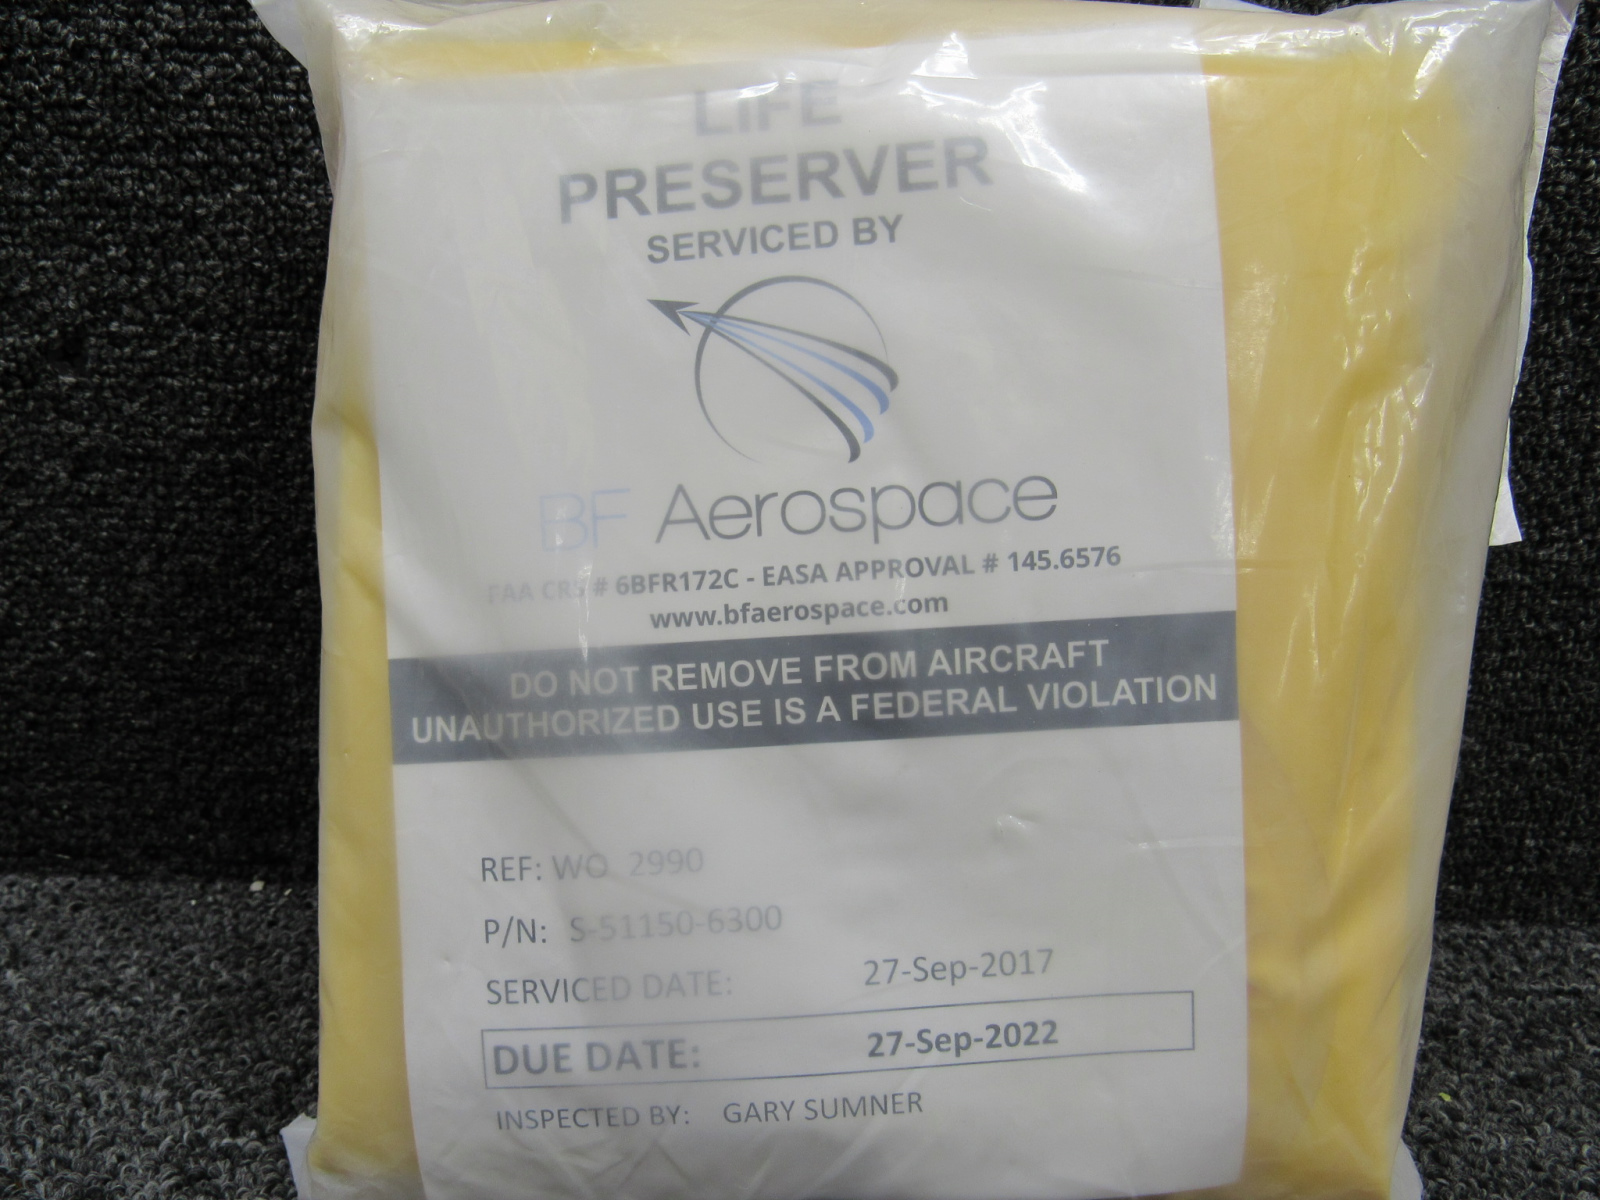 LIFE
PRESERVER
SERVICED BY
BF Aerospace
FAA CRS # 6BFR172C - EASA APPROVAL # 145.6576
www.bfaerospace.com
DO NOT REMOVE FROM AIRCRAFT
UNAUTHORIZED USE IS A FEDERAL VIOLATION
REF: WO 2990
P/N: S-51150-6300
SERVICED DATE: 27-Sep-2017
DUE DATE: 27-Sep-2022
INSPECTED BY: GARY SUMNER